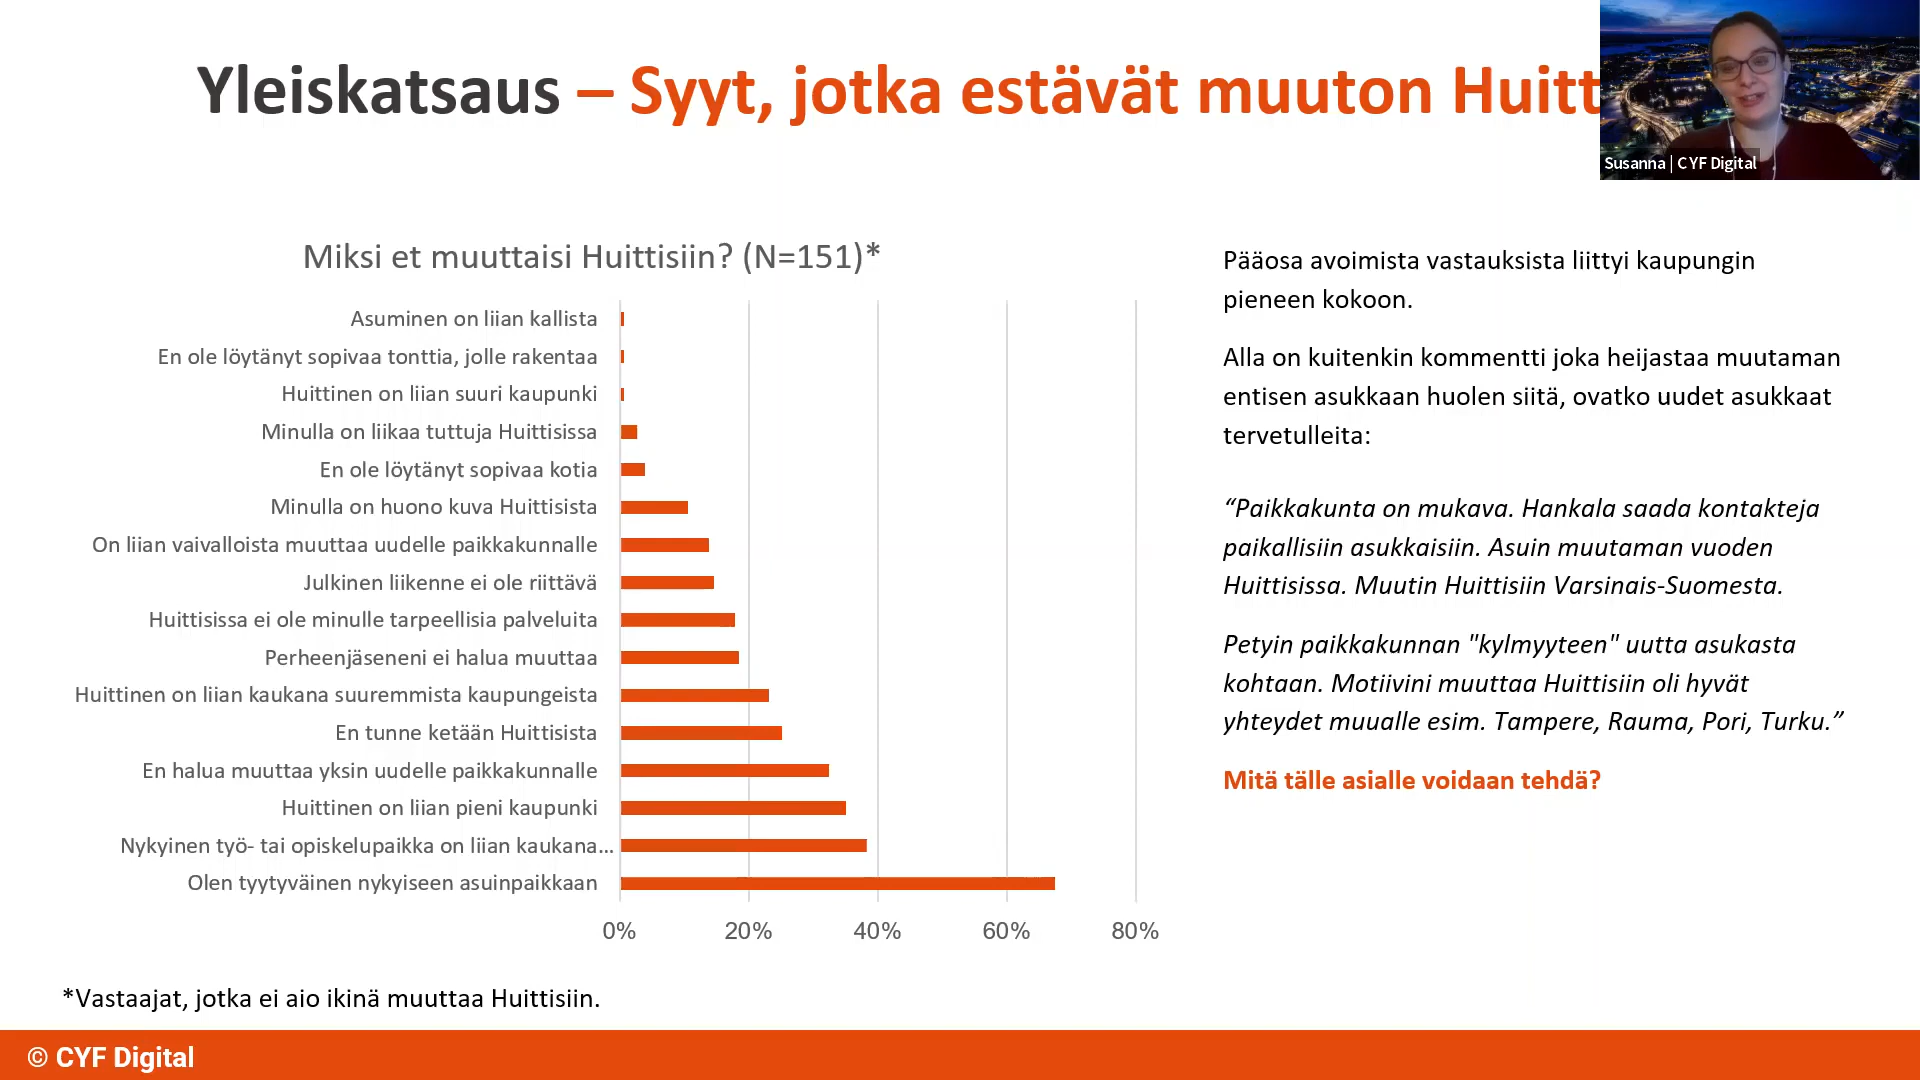 Yleiskatsaus – Syyt, jotka estävät muuton Huitt
Susanna | CYF Digital
Miksi et muuttaisi Huittisiin? (N=151)*
Asuminen on liian kallista
En ole löytänyt sopivaa tonttia, jolle rakentaa
Huittinen on liian suuri kaupunki
Minulla on liikaa tuttuja Huittisissa
En ole löytänyt sopivaa kotia
Minulla on huono kuva Huittisista
On liian vaivalloista muuttaa uudelle paikkakunnalle
Julkinen liikenne ei ole riittävä
Huittisissa ei ole minulle tarpeellisia palveluita
Perheenjäseneni ei halua muuttaa
Huittinen on liian kaukana suuremmista kaupungeista
En tunne ketään Huittisista
En halua muuttaa yksin uudelle paikkakunnalle
Huittinen on liian pieni kaupunki
Nykyinen työ- tai opiskelupaikka on liian kaukana...
Olen tyytyväinen nykyiseen asuinpaikkaan
0% 20% 40% 60% 80%
Pääosa avoimista vastauksista liittyi kaupungin
pieneen kokoon.
Alla on kuitenkin kommentti joka heijastaa muutaman
entisen asukkaan huolen siitä, ovatko uudet asukkaat
tervetulleita:
“Paikkakunta on mukava. Hankala saada kontakteja
paikallisiin asukkaisiin. Asuin muutaman vuoden
Huittisissa. Muutin Huittisiin Varsinais-Suomesta.
Petyin paikkakunnan "kylmyyteen" uutta asukasta
kohtaan. Motiivini muuttaa Huittisiin oli hyvät
yhteydet muualle esim. Tampere, Rauma, Pori, Turku.”
Mitä tälle asialle voidaan tehdä?
*Vastaajat, jotka ei aio ikinä muuttaa Huittisiin.
© CYF Digital